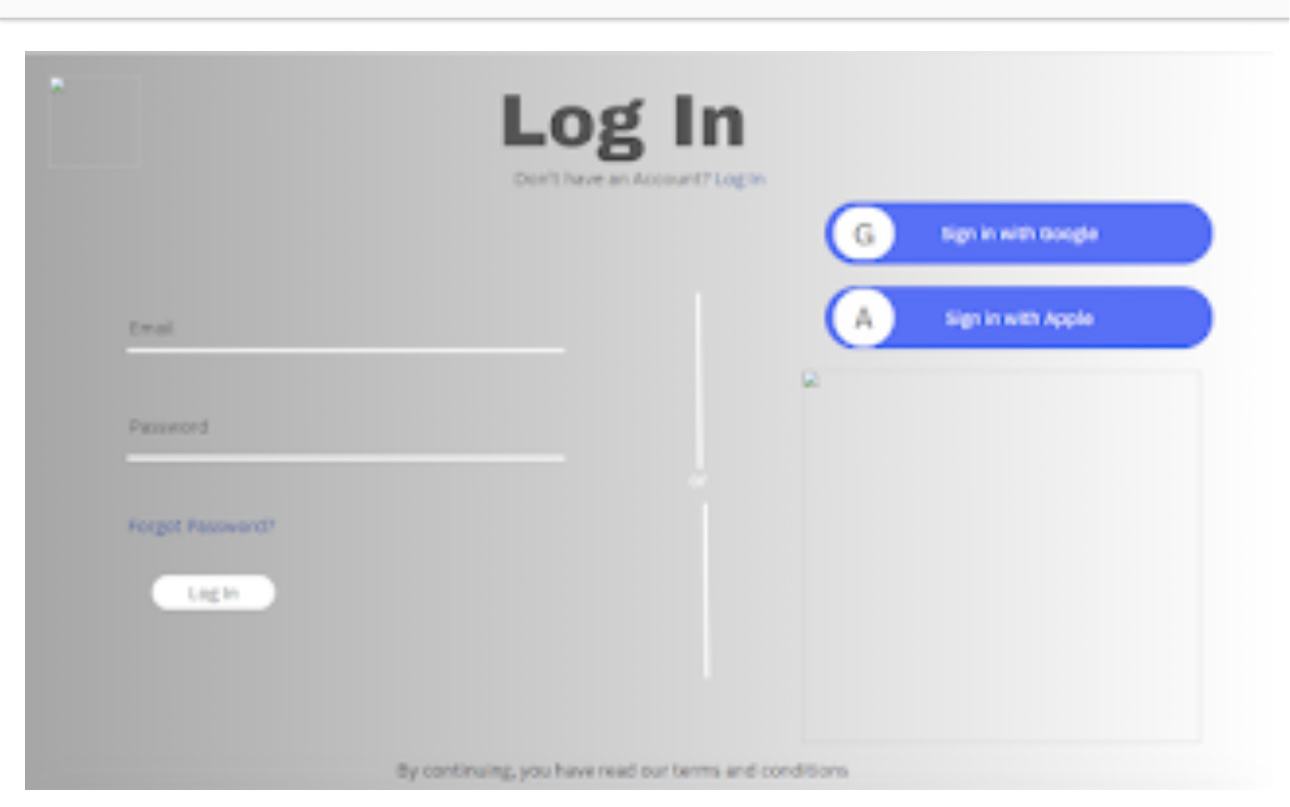 Log In
Don't have an Account? Log In
G Sign in with Google
A Sign in with Apple
Email
Password
or
Forgot Password?
Log In
By continuing, you have read our terms and conditions